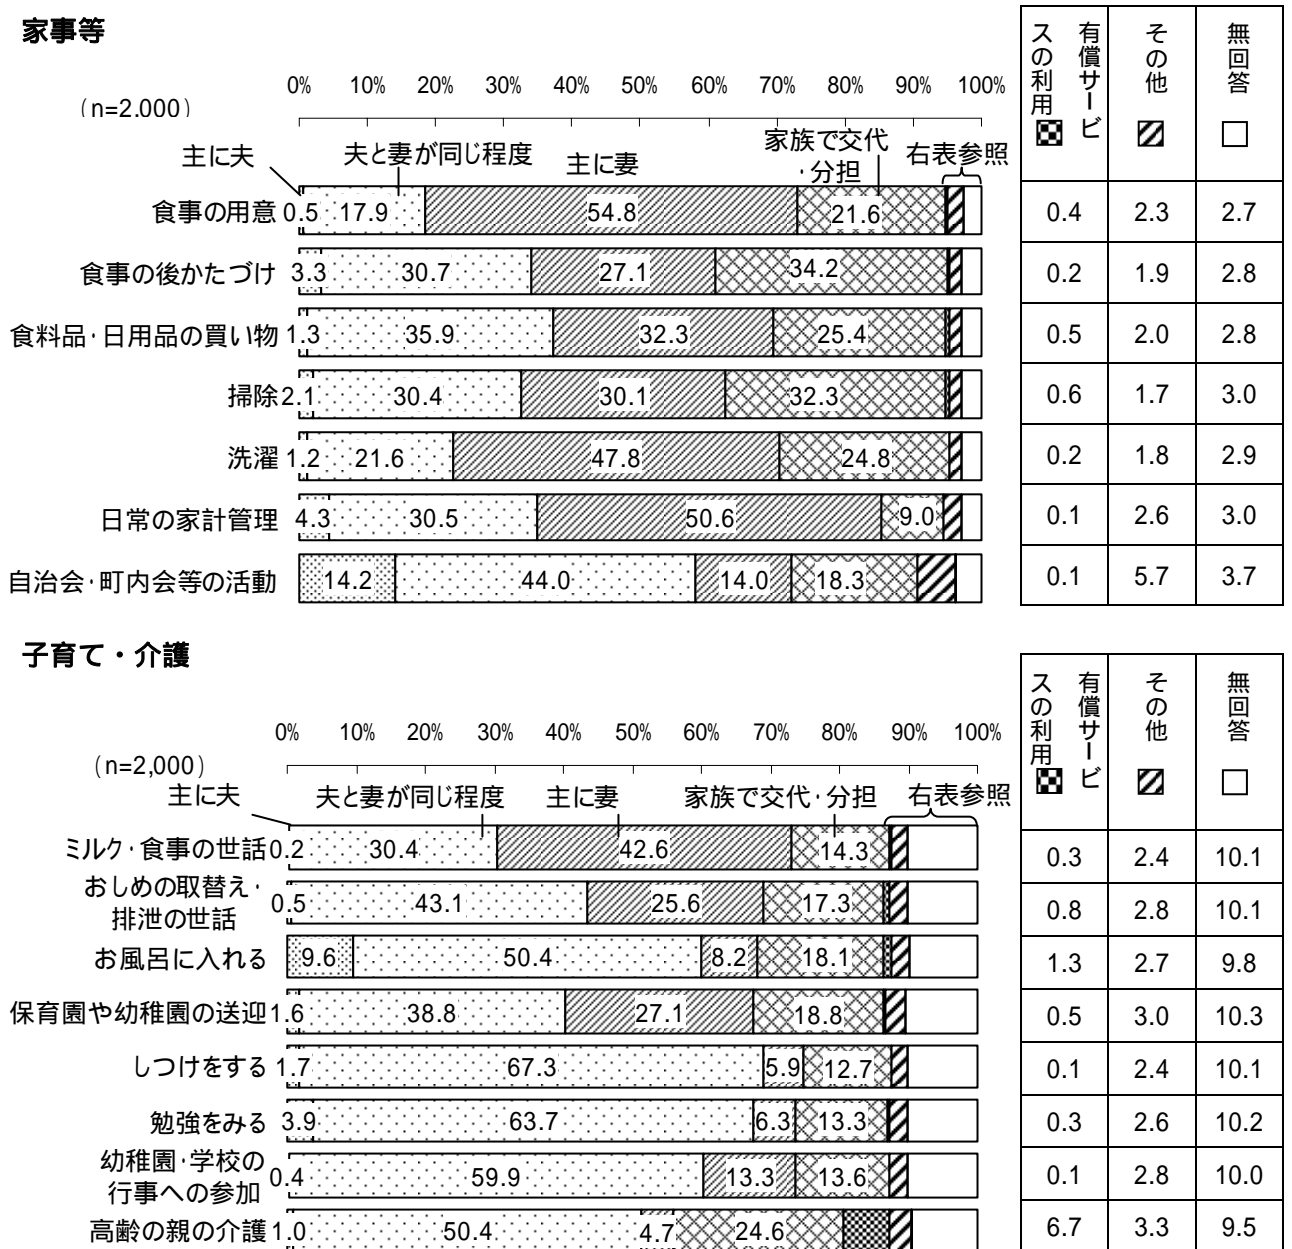 家事等
有償サービスの利用 その他 無回答
0% 10% 20% 30% 40% 50% 60% 70% 80% 90% 100%
(n=2.000)
主に夫 夫と妻が同じ程度 主に妻 家族で交代・分担 右表参照
食事の用意 0.5 17.9 54.8 21.6 0.4 2.3 2.7
食事の後かたづけ 3.3 30.7 27.1 34.2 0.2 1.9 2.8
食料品・日用品の買い物 1.3 35.9 32.3 25.4 0.5 2.0 2.8
掃除 2.1 30.4 30.1 32.3 0.6 1.7 3.0
洗濯 1.2 21.6 47.8 24.8 0.2 1.8 2.9
日常の家計管理 4.3 30.5 50.6 9.0 0.1 2.6 3.0
自治会・町内会等の活動 14.2 44.0 14.0 18.3 0.1 5.7 3.7
子育て・介護
有償サービスの利用 その他 無回答
0% 10% 20% 30% 40% 50% 60% 70% 80% 90% 100%
(n=2,000)
主に夫 夫と妻が同じ程度 主に妻 家族で交代・分担 右表参照
ミルク・食事の世話 0.2 30.4 42.6 14.3 0.3 2.4 10.1
おしめの取替え・
排泄の世話 0.5 43.1 25.6 17.3 0.8 2.8 10.1
お風呂に入れる 9.6 50.4 8.2 18.1 1.3 2.7 9.8
保育園や幼稚園の送迎 1.6 38.8 27.1 18.8 0.5 3.0 10.3
しつけをする 1.7 67.3 5.9 12.7 0.1 2.4 10.1
勉強をみる 3.9 63.7 6.3 13.3 0.3 2.6 10.2
幼稚園・学校の
行事への参加 0.4 59.9 13.3 13.6 0.1 2.8 10.0
高齢の親の介護 1.0 50.4 4.7 24.6 6.7 3.3 9.5